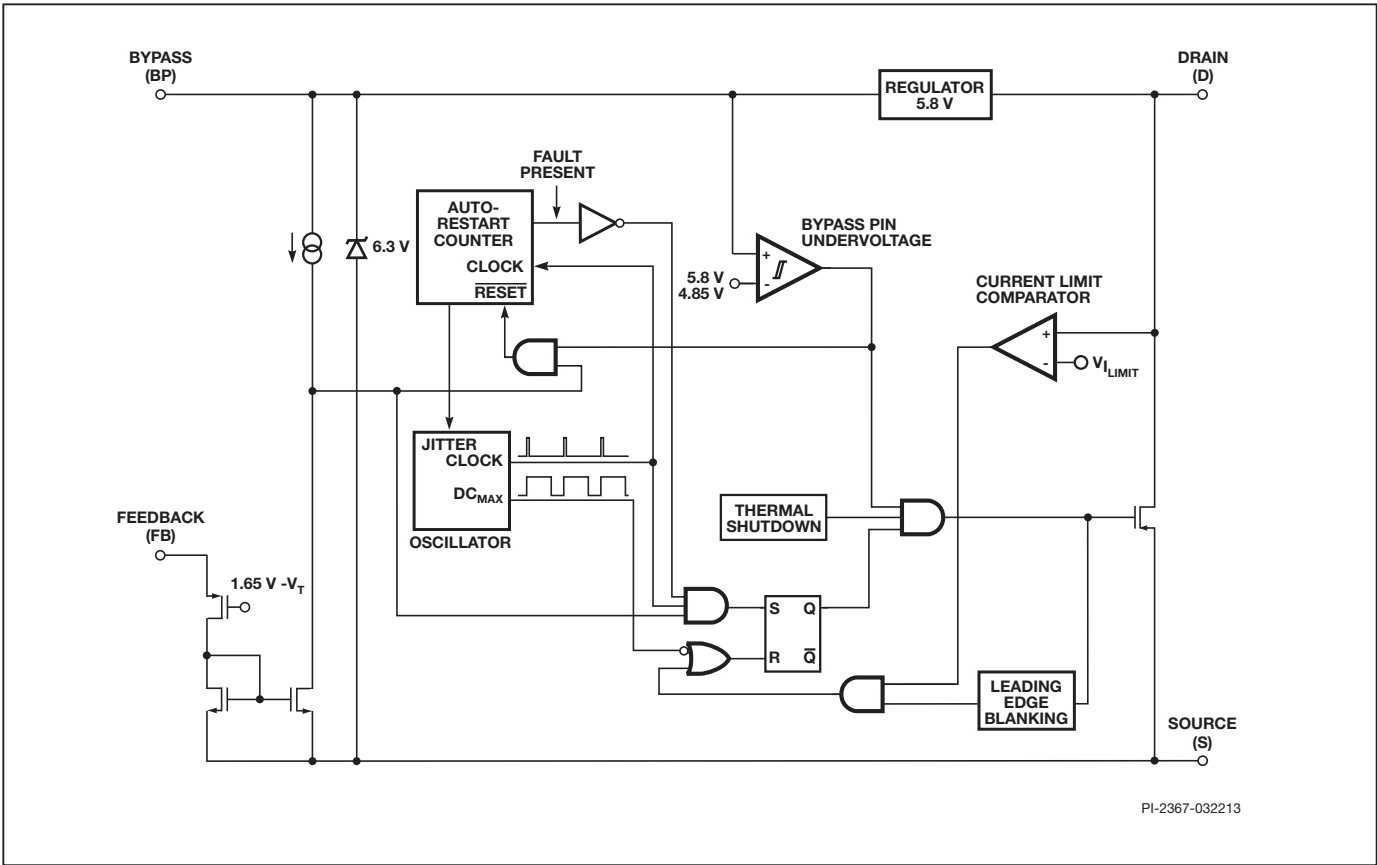 BYPASS
(BP)
DRAIN
(D)
REGULATOR
5.8 V
FAULT
PRESENT
AUTO-
RESTART
COUNTER
CLOCK
RESET
6.3 V
BYPASS PIN
UNDERVOLTAGE
+
-
5.8 V
4.85 V
CURRENT LIMIT
COMPARATOR
+
-
VILIMIT
JITTER
CLOCK
DCMAX
OSCILLATOR
THERMAL
SHUTDOWN
FEEDBACK
(FB)
1.65 V -VT
S Q
R Q̅
LEADING
EDGE
BLANKING
SOURCE
(S)
PI-2367-032213